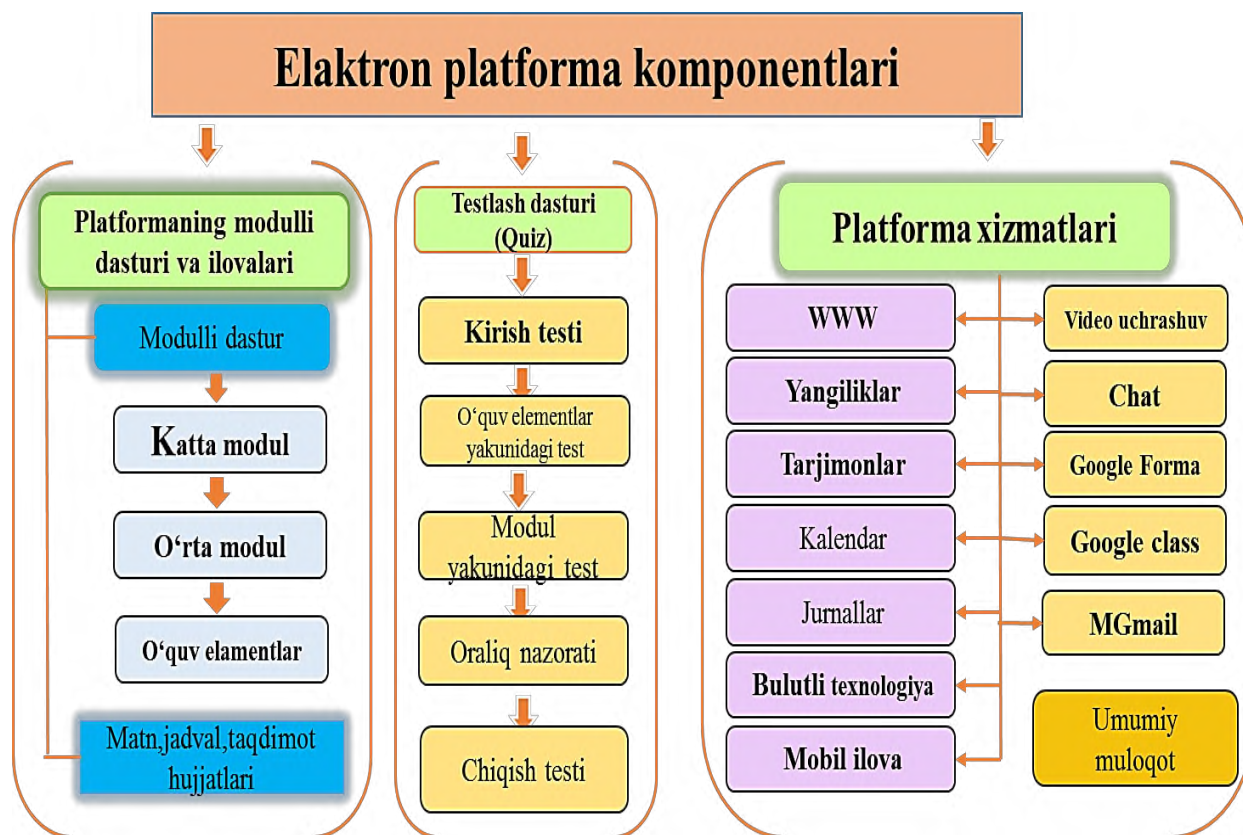 Elaktron platforma komponentlari
Platformaning modulli
dasturi va ilovalari
Modulli dastur
Katta modul
O‘rta modul
O‘quv elamentlar
Matn,jadval,taqdimot
hujjatlari
Testlash dasturi
(Quiz)
Kirish testi
O‘quv elementlar
yakunidagi test
Modul
yakunidagi test
Oraliq nazorati
Chiqish testi
Platforma xizmatlari
WWW
Yangiliklar
Tarjimonlar
Kalendar
Jurnallar
Bulutli texnologiya
Mobil ilova
Video uchrashuv
Chat
Google Forma
Google class
MGmail
Umumiy
muloqot